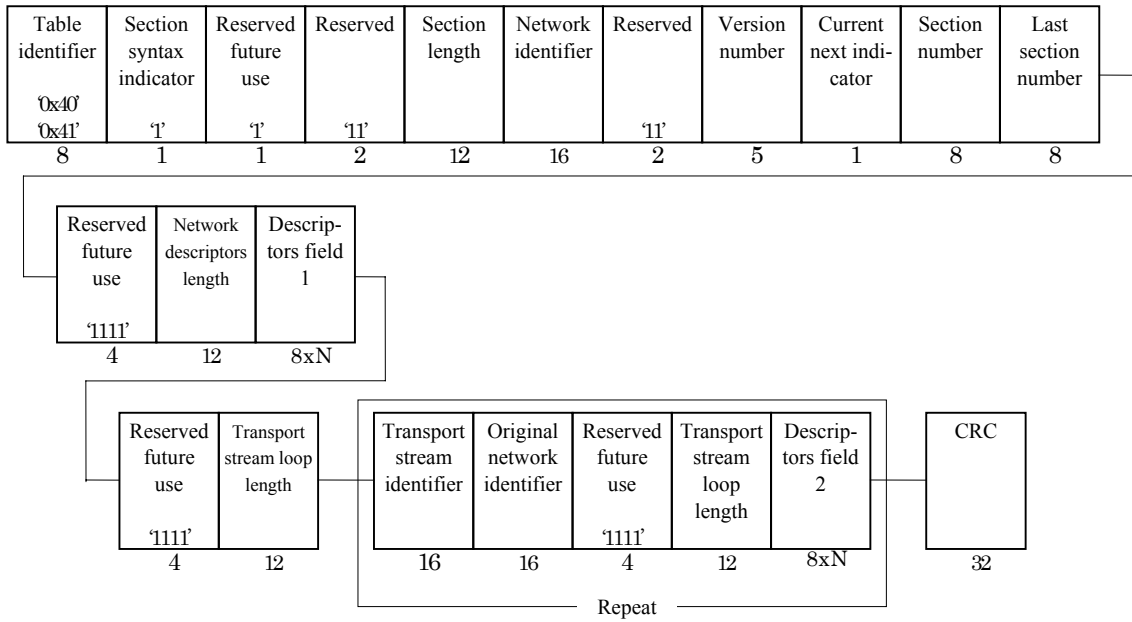 Table
identifier
‘0x40’
‘0x41’
8
Section
syntax
indicator
‘1’
1
Reserved
future
use
‘1’
1
Reserved
‘11’
2
Section
length
12
Network
identifier
16
Reserved
‘11’
2
Version
number
5
Current
next indi-
cator
1
Section
number
8
Last
section
number
8
Reserved
future
use
‘1111’
4
Network
descriptors
length
12
Descrip-
tors field
1
8xN
Reserved
future
use
‘1111’
4
Transport
stream loop
length
12
Transport
stream
identifier
16
Original
network
identifier
16
Reserved
future
use
‘1111’
4
Transport
stream
loop
length
12
Descrip-
tors field
2
8xN
CRC
32
Repeat